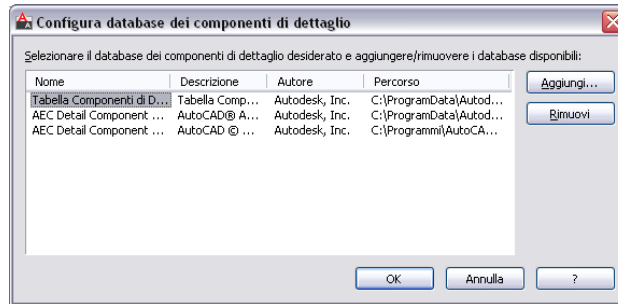 Configura database dei componenti di dettaglio
Selezionare il database dei componenti di dettaglio desiderato e aggiungere/rimuovere i database disponibili:
Nome Descrizione Autore Percorso
Tabella Componenti di D... Tabella Comp... Autodesk, Inc. C:\ProgramData\Autod...
AEC Detail Component ... AutoCAD® A... Autodesk, Inc. C:\ProgramData\Autod...
AEC Detail Component ... AutoCAD © ... Autodesk, Inc. C:\Programmi\AutoCA...
Aggiungi...
Rimuovi
OK Annulla ?